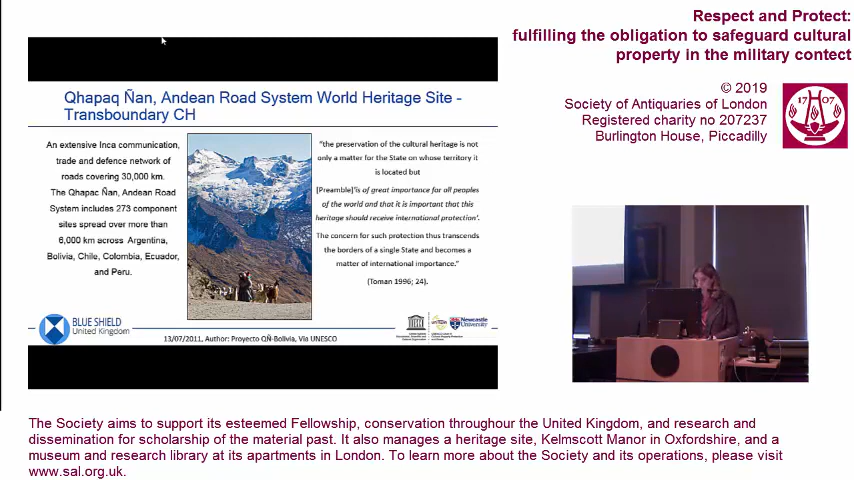 Respect and Protect:
fulfilling the obligation to safeguard cultural
property in the military contect
© 2019
Society of Antiquaries of London
Registered charity no 207237
Burlington House, Piccadilly
17 07
Qhapaq Ñan, Andean Road System World Heritage Site -
Transboundary CH
An extensive Inca communication,
trade and defence network of
roads covering 30,000 km.
The Qhapac Ñan, Andean Road
System includes 273 component
sites spread over more than
6,000 km across Argentina,
Bolivia, Chile, Colombia, Ecuador,
and Peru.
"the preservation of the cultural heritage is not
only a matter for the State on whose territory it
is located but
[Preamble]'is of great importance for all peoples
of the world and that it is important that this
heritage should receive international protection'.
The concern for such protection thus transcends
the borders of a single State and becomes a
matter of international importance."
(Toman 1996; 24).
BLUE SHIELD
United Kingdom
13/07/2011, Author: Proyecto QÑ-Bolivia, Via UNESCO
Newcastle
University
The Society aims to support its esteemed Fellowship, conservation throughour the United Kingdom, and research and
dissemination for scholarship of the material past. It also manages a heritage site, Kelmscott Manor in Oxfordshire, and a
museum and research library at its apartments in London. To learn more about the Society and its operations, please visit
www.sal.org.uk.